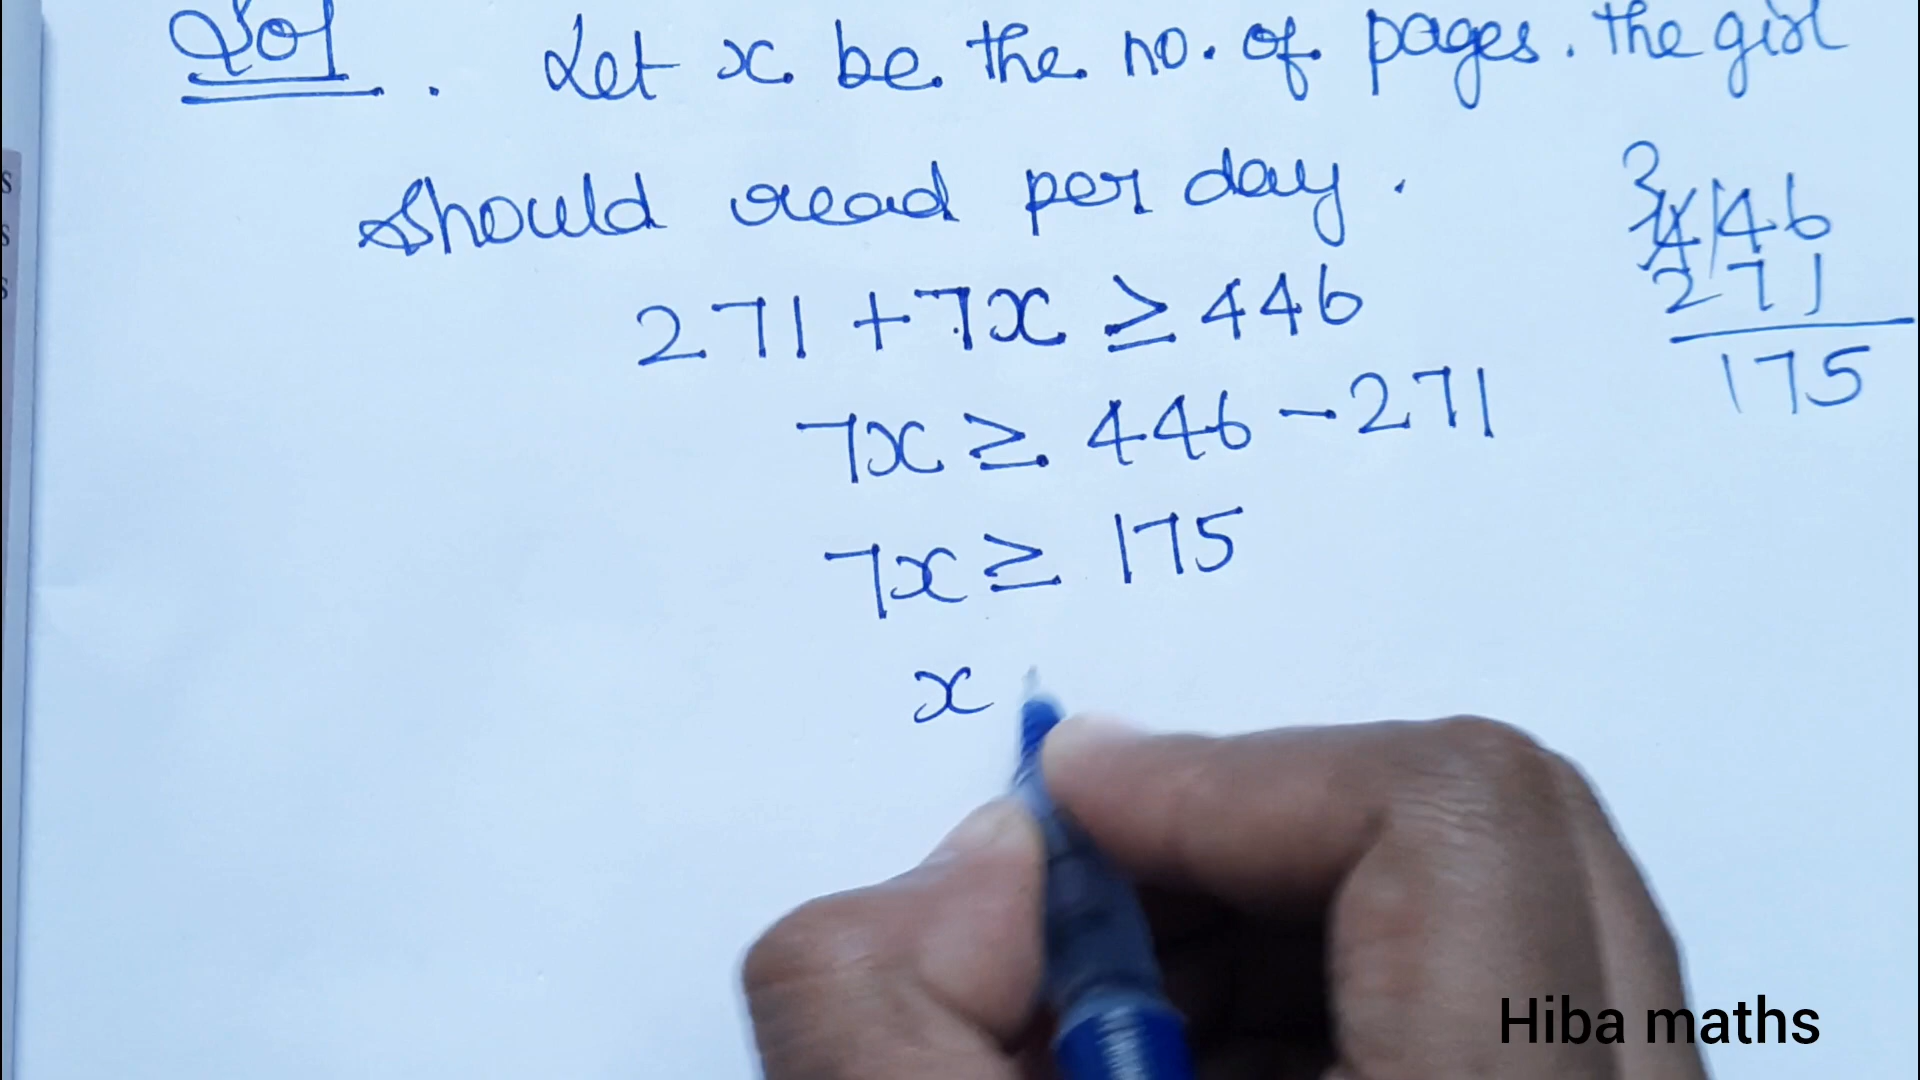 Sol. Let x be the no. of pages. the girl
should read per day.
271 + 7x ≥ 446
7x ≥ 446 - 271
7x ≥ 175
x
3
446
271
175
s
s
s
Hiba maths